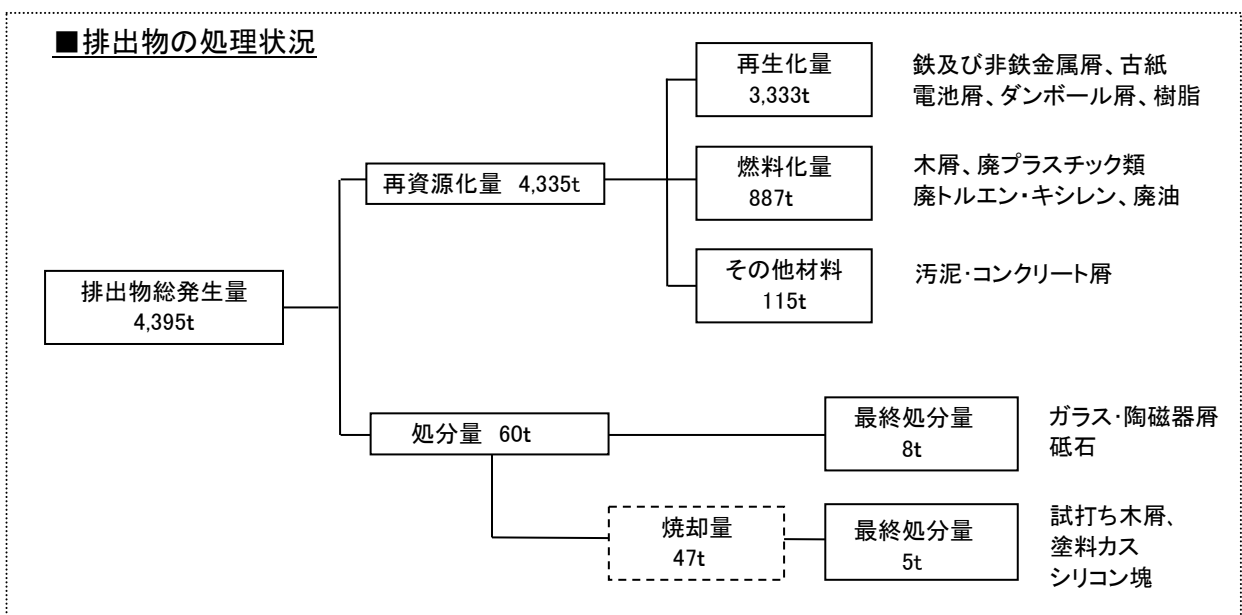 ■排出物の処理状況
再生化量
3,333t
鉄及び非鉄金属屑、古紙
電池屑、ダンボール屑、樹脂
再資源化量 4,335t
燃料化量
887t
木屑、廃プラスチック類
廃トルエン・キシレン、廃油
その他材料
115t
汚泥・コンクリート屑
排出物総発生量
4,395t
処分量 60t
最終処分量
8t
ガラス・陶磁器屑
砥石
焼却量
47t
最終処分量
5t
試打ち木屑、
塗料カス
シリコン塊